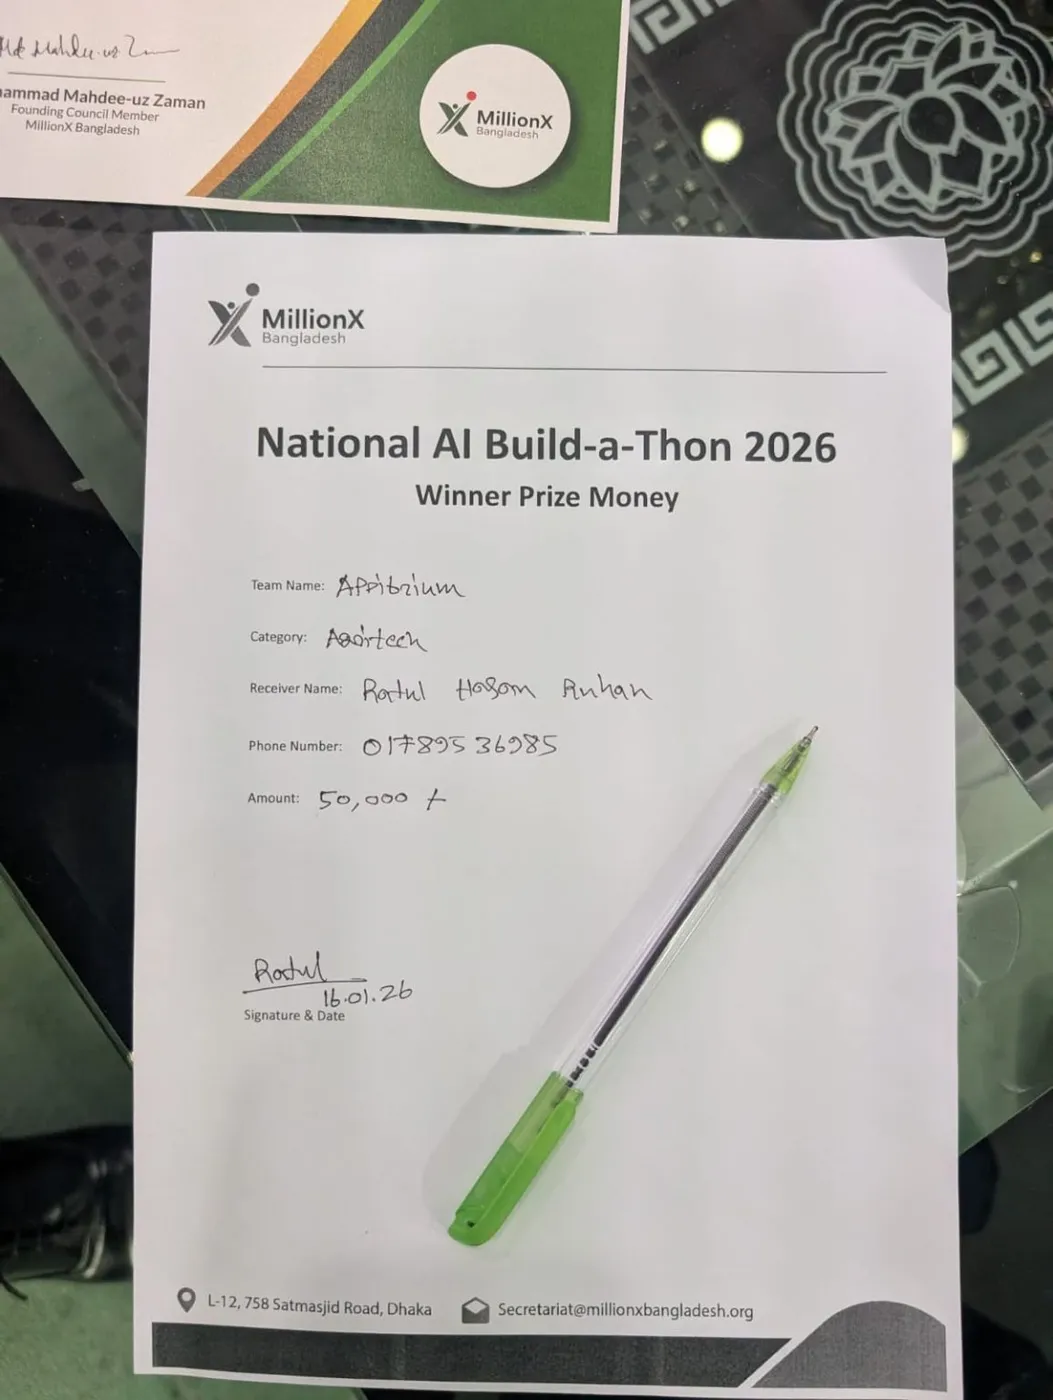 ammad Mahdee-uz Zaman
Founding Council Member
MillionX Bangladesh
MillionX
Bangladesh
MillionX
Bangladesh
National AI Build-a-Thon 2026
Winner Prize Money
Team Name: Appibrium
Category:
Receiver Name: Ratul Hasan Ruhan
Phone Number: 01789536985
Amount: 50,000
Ratul
16.01.26
Signature & Date
L-12, 758 Satmasjid Road, Dhaka
Secretariat@millionxbangladesh.org